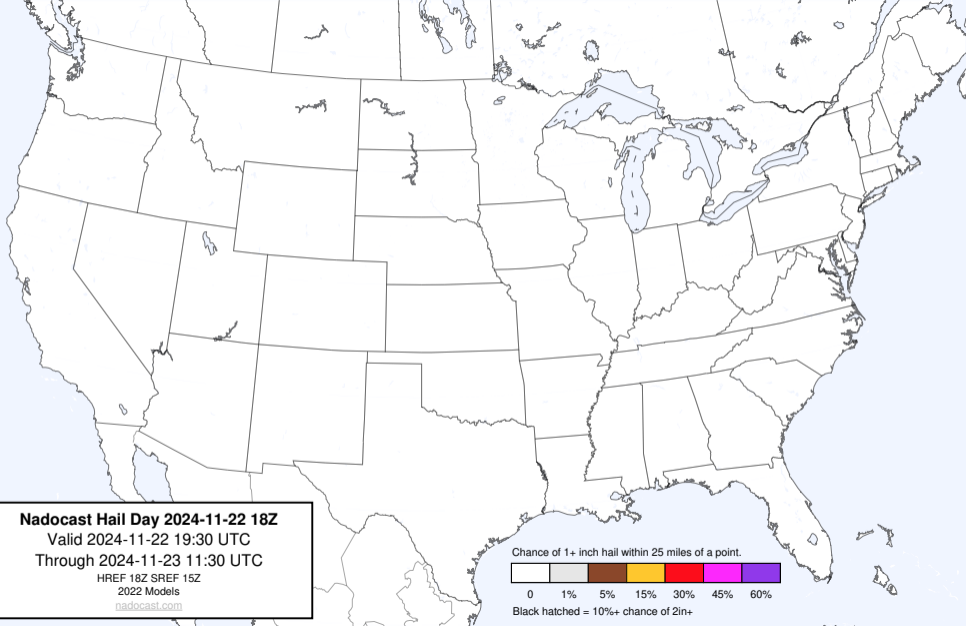 Nadocast Hail Day 2024-11-22 18Z
Valid 2024-11-22 19:30 UTC
Through 2024-11-23 11:30 UTC
HREF 18Z SREF 15Z
2022 Models
nadocast.com
Chance of 1+ inch hail within 25 miles of a point.
0 1% 5% 15% 30% 45% 60%
Black hatched = 10%+ chance of 2in+